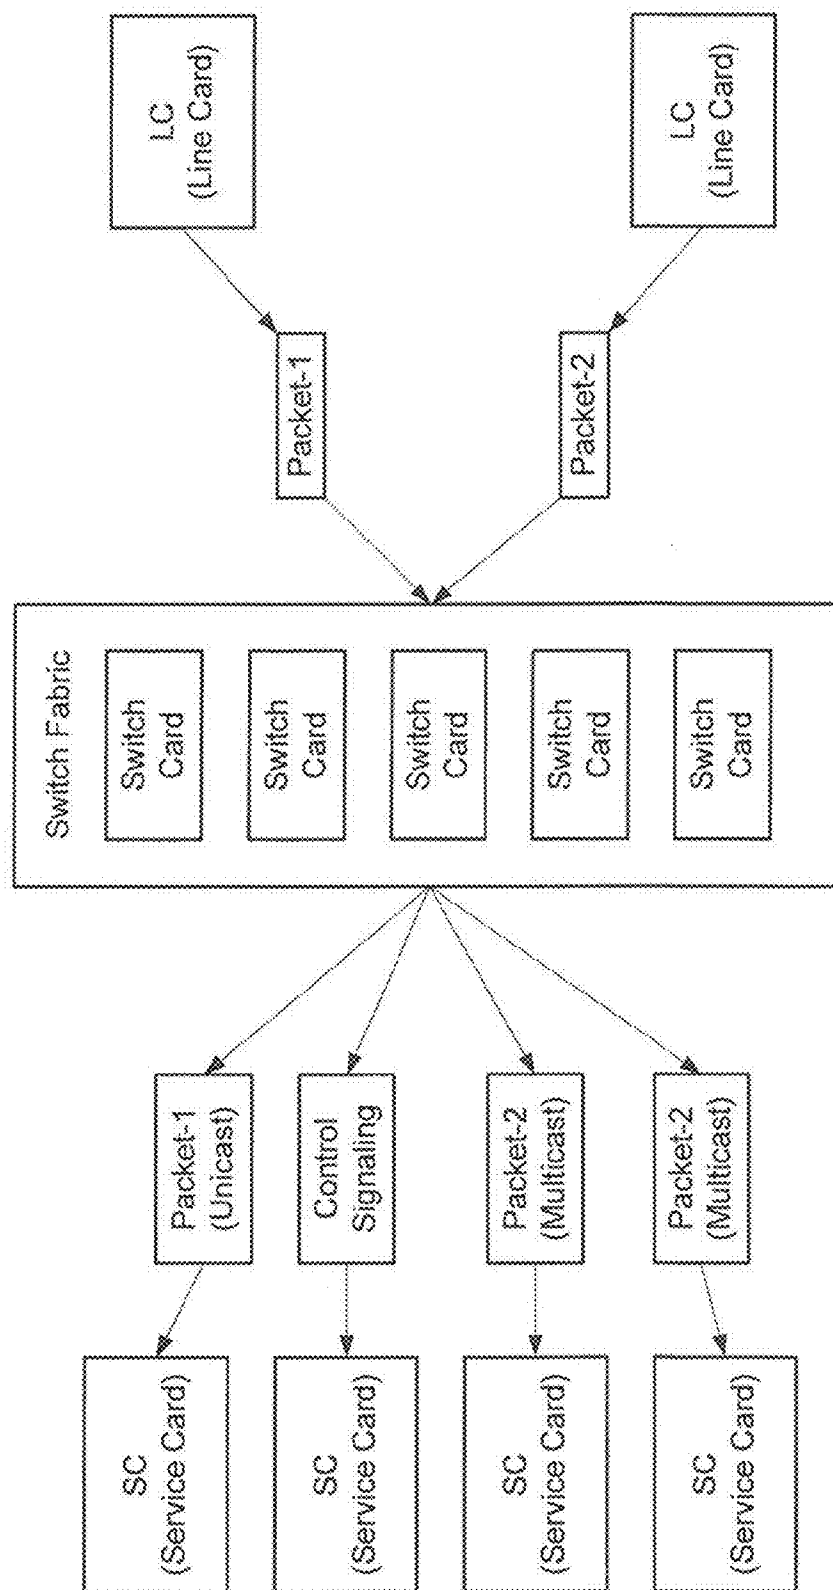 LC
(Line Card)
LC
(Line Card)
Packet-1
Packet-2
Switch Fabric
Switch
Card
Switch
Card
Switch
Card
Switch
Card
Switch
Card
Packet-1
(Unicast)
Control
Signaling
Packet-2
(Multicast)
Packet-2
(Multicast)
SC
(Service Card)
SC
(Service Card)
SC
(Service Card)
SC
(Service Card)